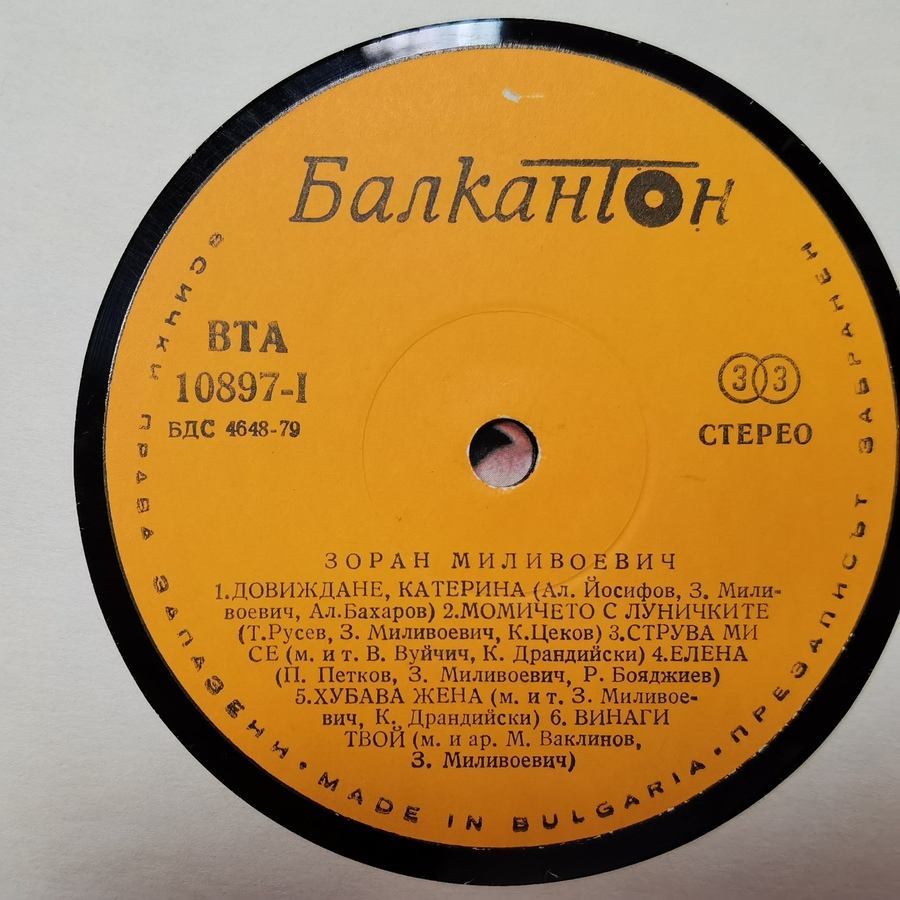 Балкантон
ВТА
10897-I
БДС 4648-79
33
СТЕРЕО
ЗОРАН МИЛИВОЕВИЧ
1.ДОВИЖДАНЕ, КАТЕРИНА (Ал. Йосифов, З. Мили-
воевич, Ал.Бахаров) 2.МОМИЧЕТО С ЛУНИЧКИТЕ
(Т.Русев, З. Миливоевич, К.Цеков) 3.СТРУВА МИ
СЕ (м. и т. В. Вуйчич, К. Драндийски) 4.ЕЛЕНА
(П. Петков, З. Миливоевич, Р. Бояджиев)
5.ХУБАВА ЖЕНА (м. и т. З. Миливое-
вич, К. Драндийски) 6. ВИНАГИ
ТВОЙ (м. и ар. М. Ваклинов,
З. Миливоевич)
ВСИЧКИ ПРАВА ЗАПАЗЕНИ • MADE IN BULGARIA • ПРЕЗАПИСЪТ ЗАБРАНЕН